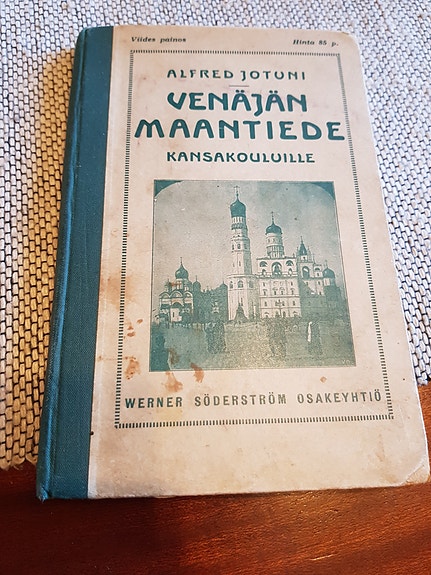 Viides painos Hinta 85 p.
ALFRED JOTUNI
VENÄJÄN
MAANTIEDE
KANSAKOULUILLE
WERNER SÖDERSTRÖM OSAKEYHTIÖ